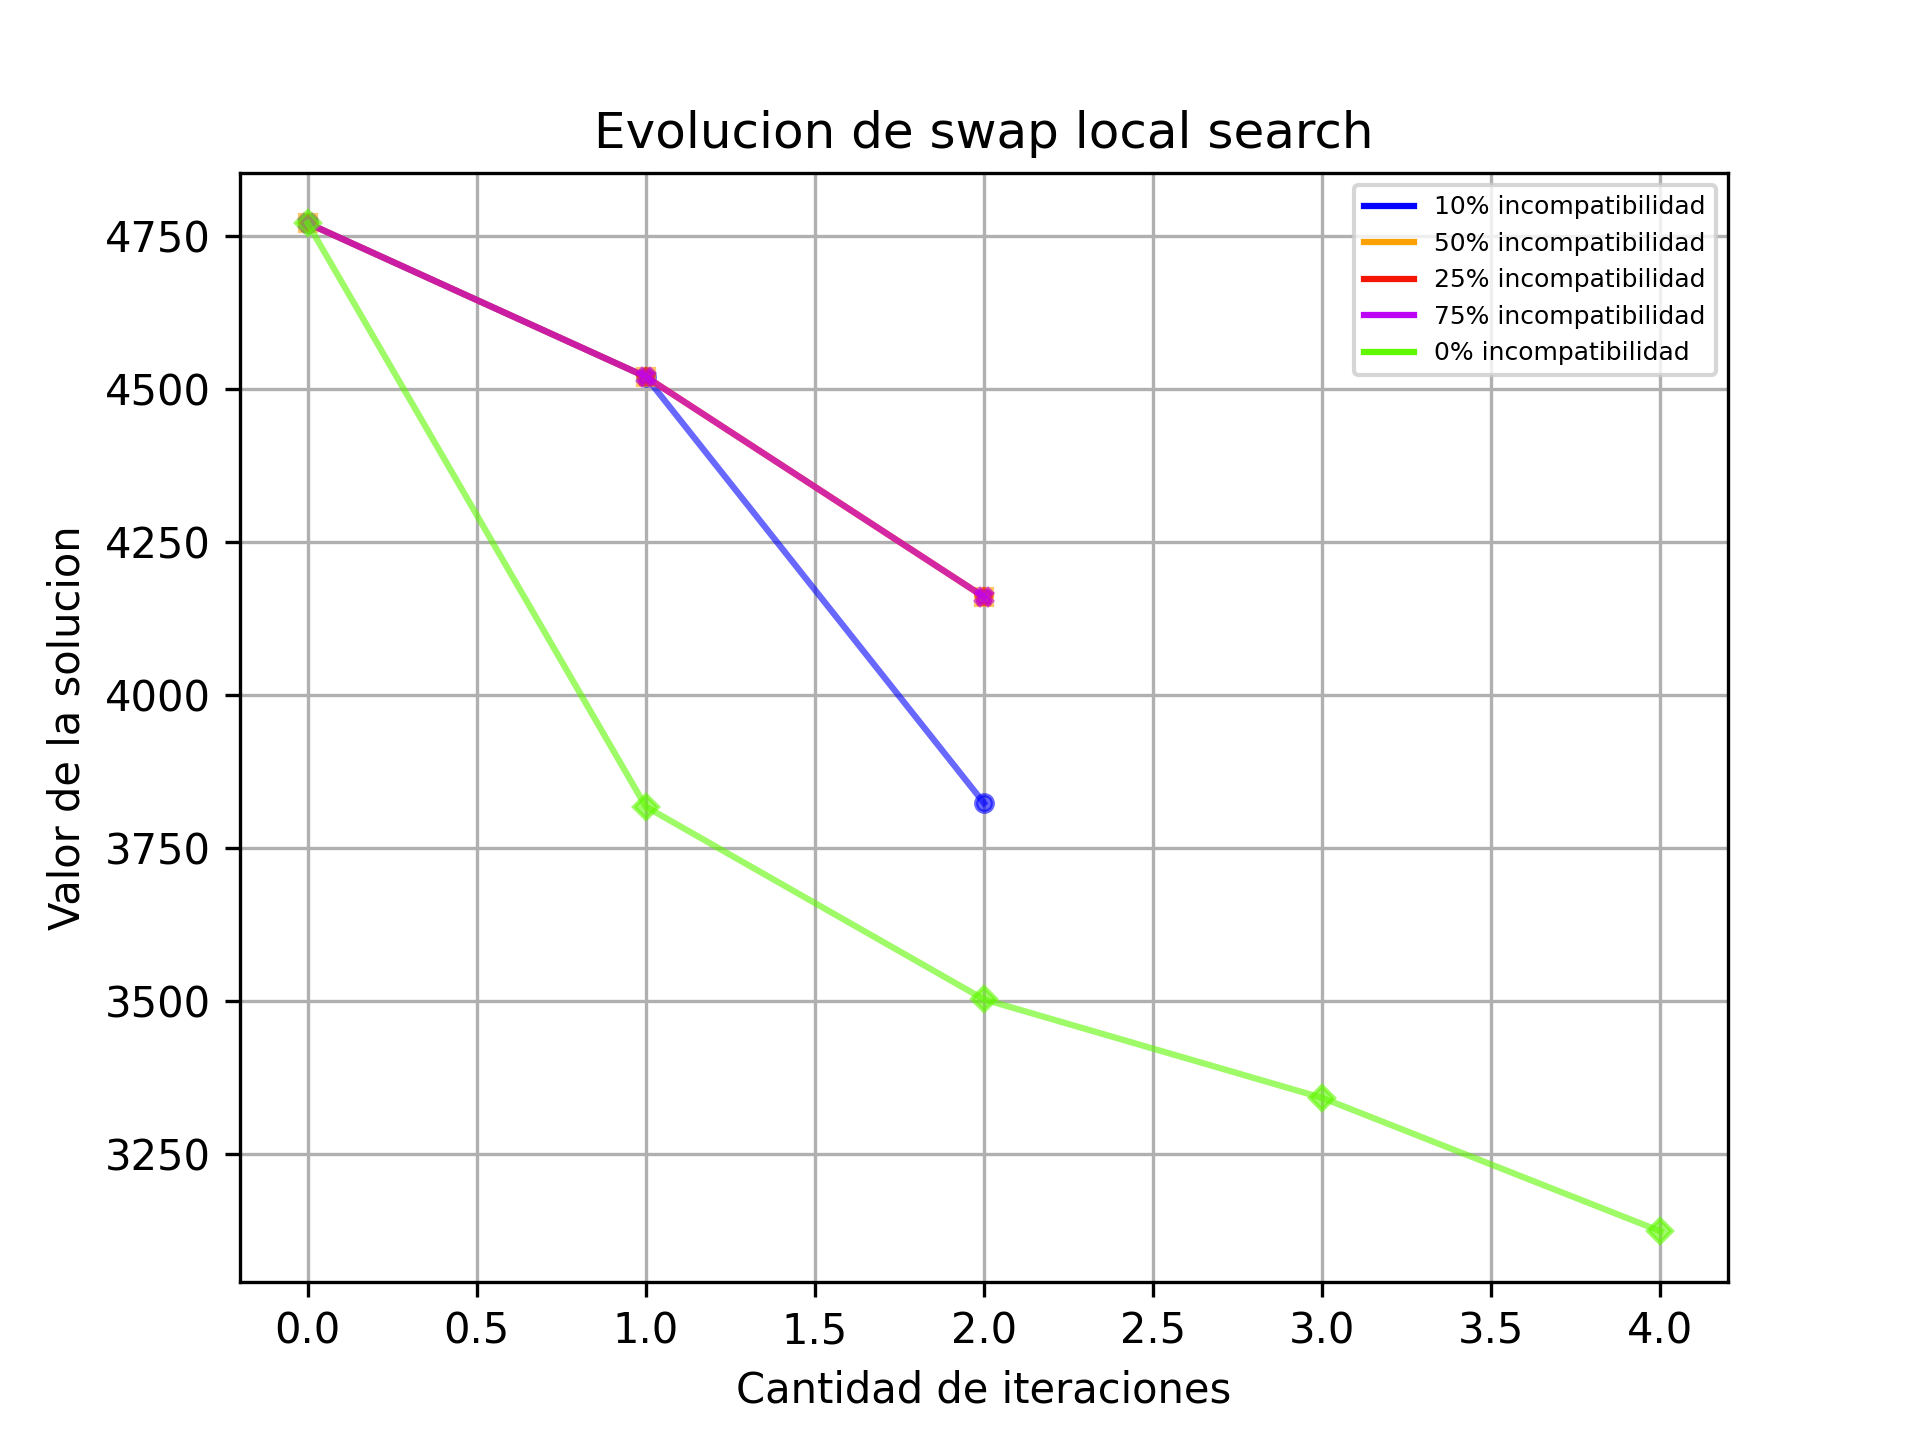 Evolucion de swap local search
10% incompatibilidad
50% incompatibilidad
25% incompatibilidad
75% incompatibilidad
0% incompatibilidad
Valor de la solucion
4750
4500
4250
4000
3750
3500
3250
0.0 0.5 1.0 1.5 2.0 2.5 3.0 3.5 4.0
Cantidad de iteraciones